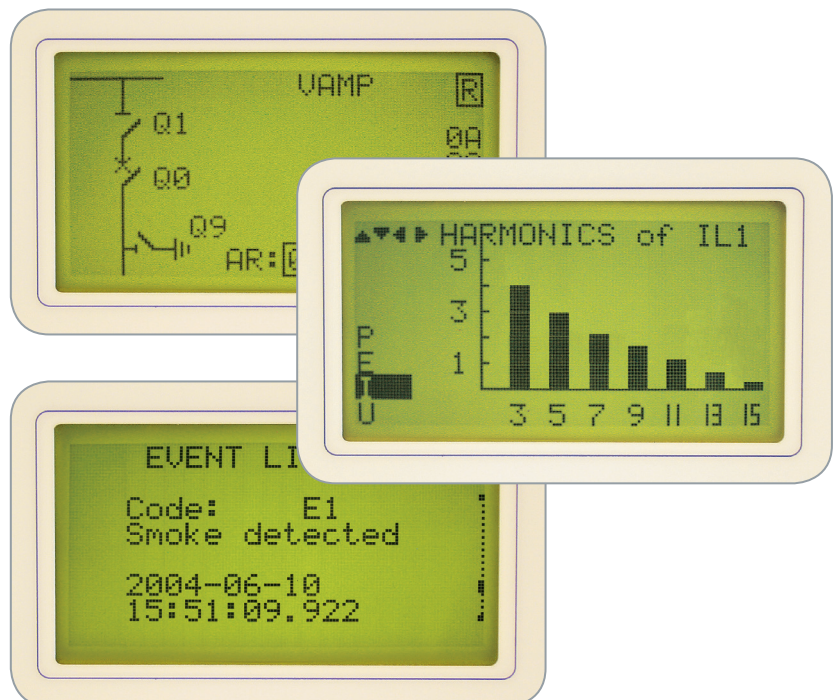 VAMP R
Q1
0A
Q0
Q9
AR:
HARMONICS of IL1
5
3
1
P
E
I
U
3 5 7 9 11 13 15
EVENT
Code: E1
Smoke detected
2004-06-10
15:51:09.922